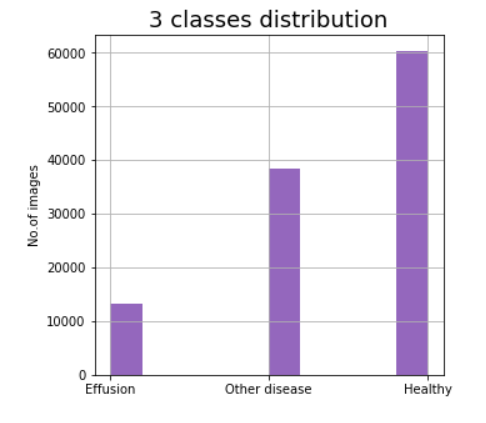 3 classes distribution
60000
50000
40000
30000
20000
10000
0
No.of images
Effusion Other disease Healthy